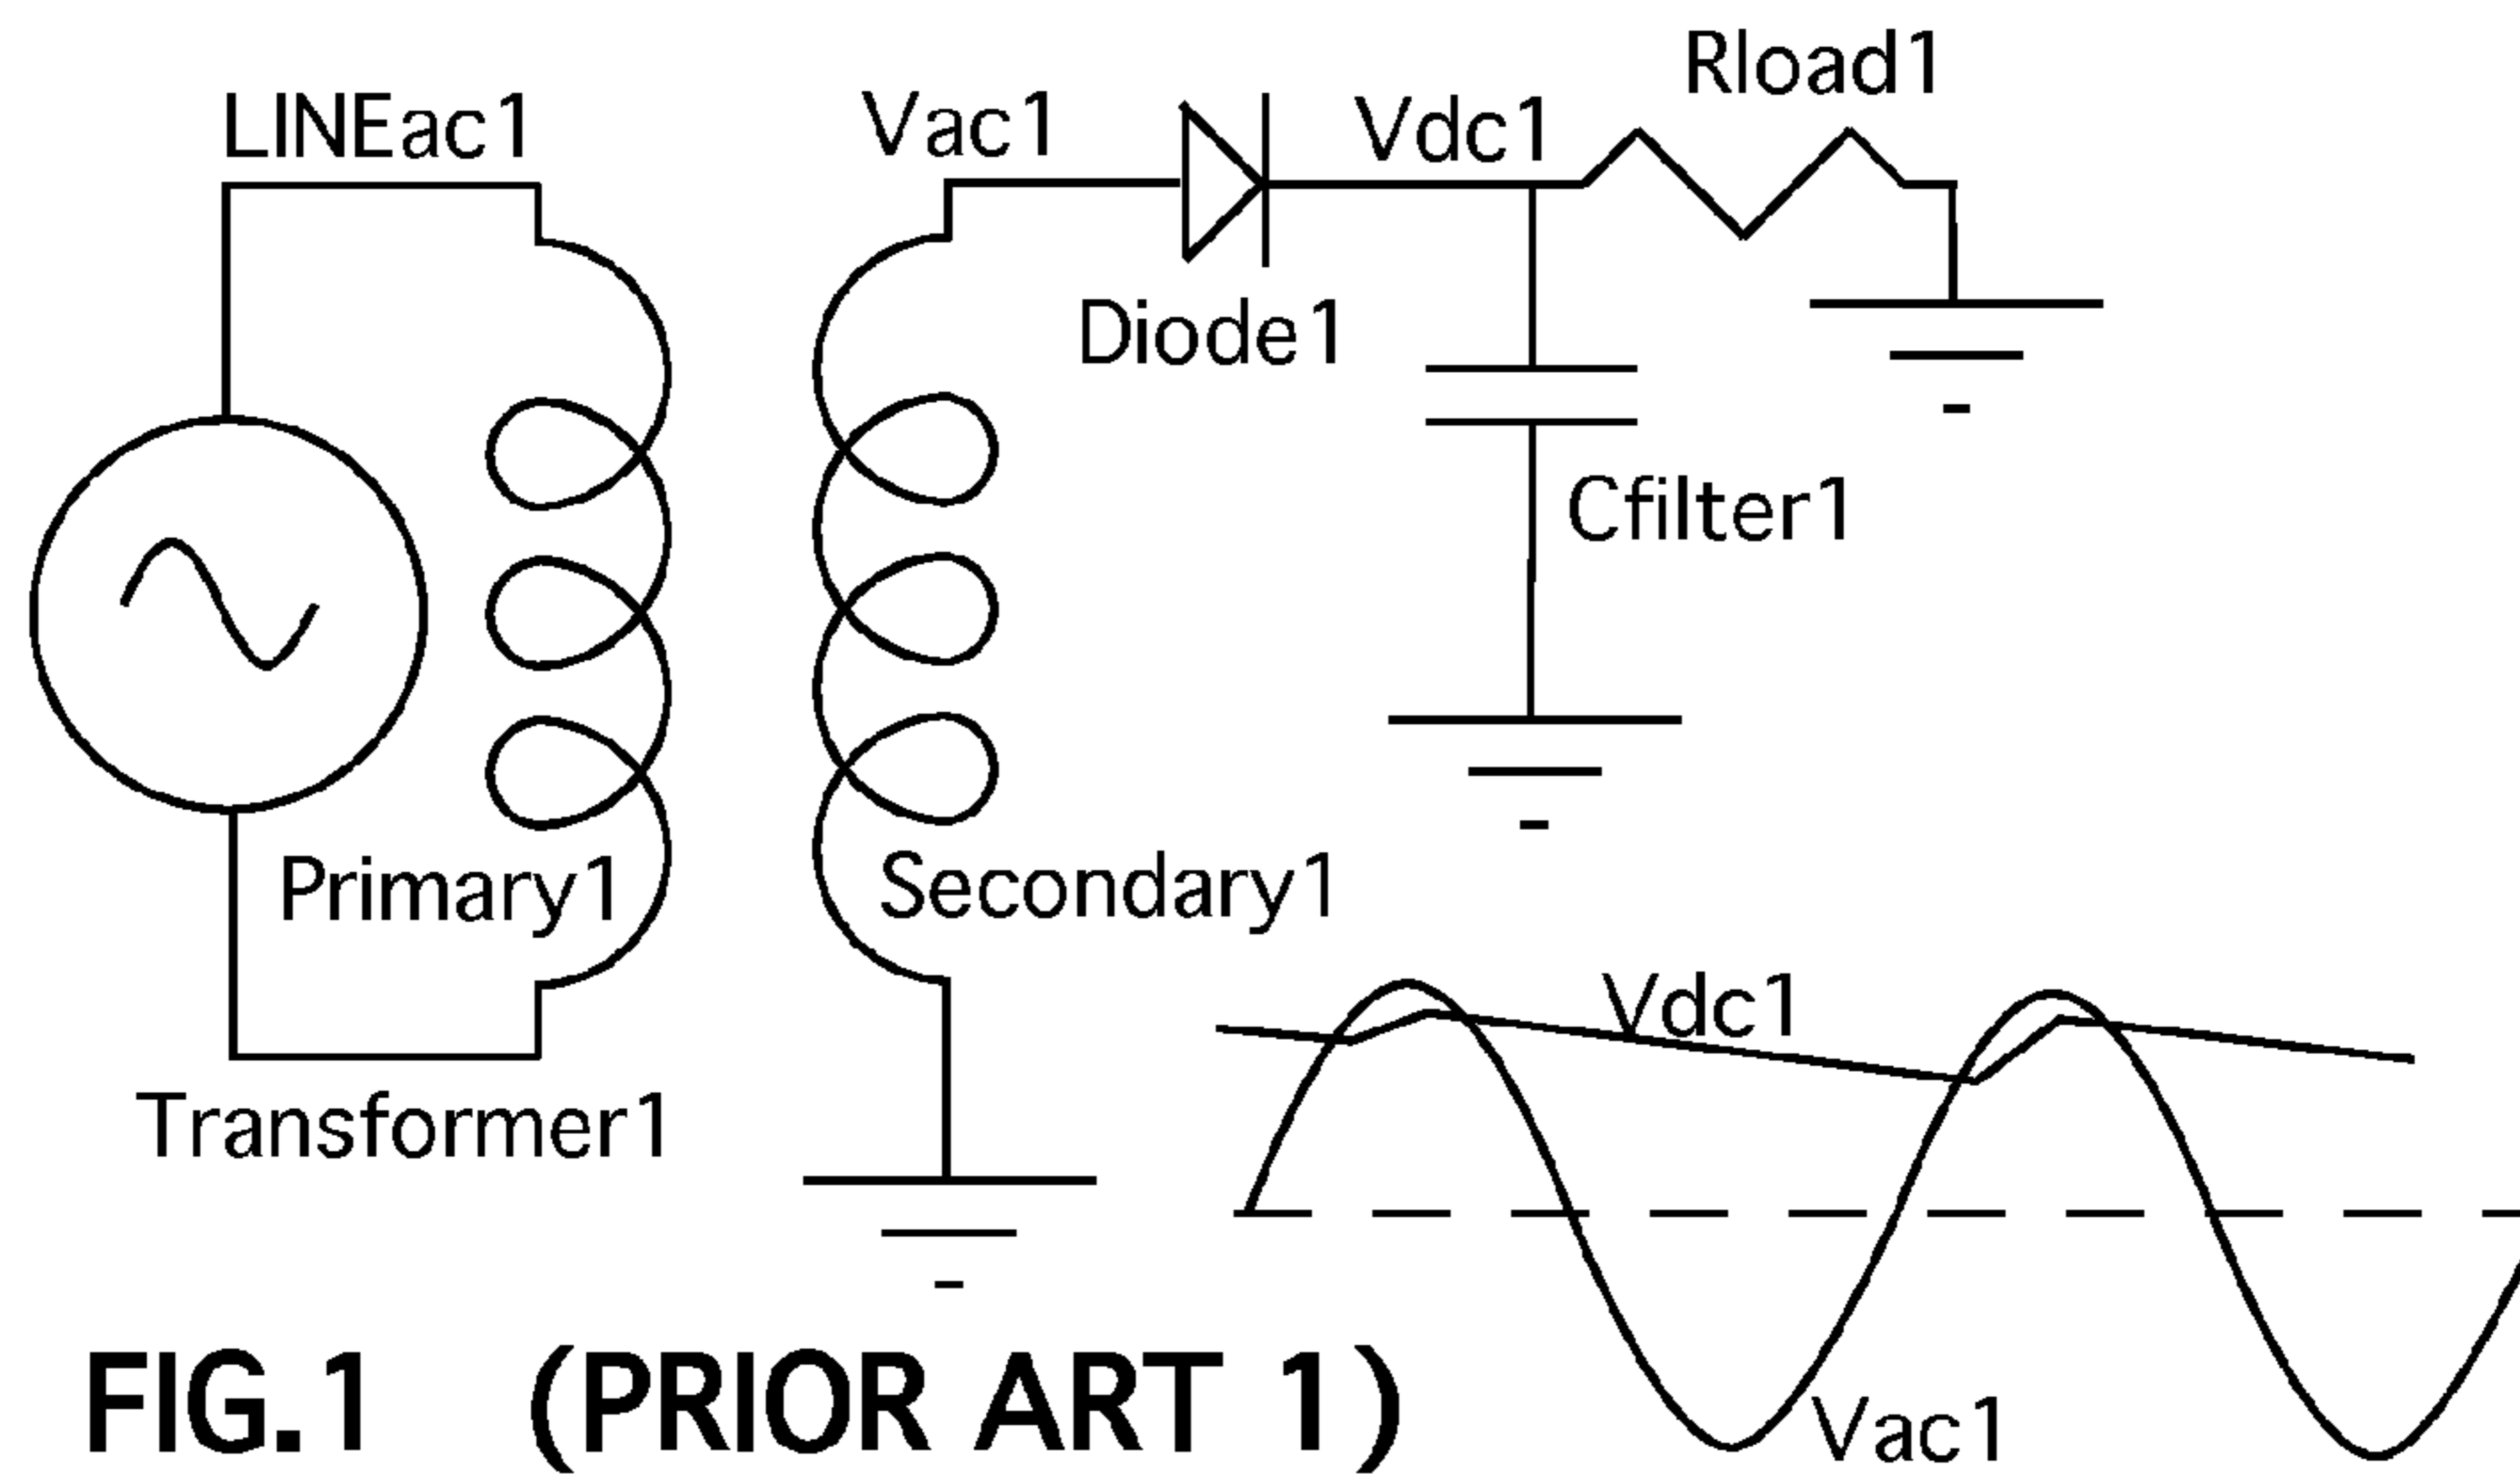 Rload1
LINEac1
Vac1
Vdc1
Diode1
Cfilter1
Primary1
Secondary1
Vdc1
Transformer1
FIG.1 (PRIOR ART 1)
Vac1